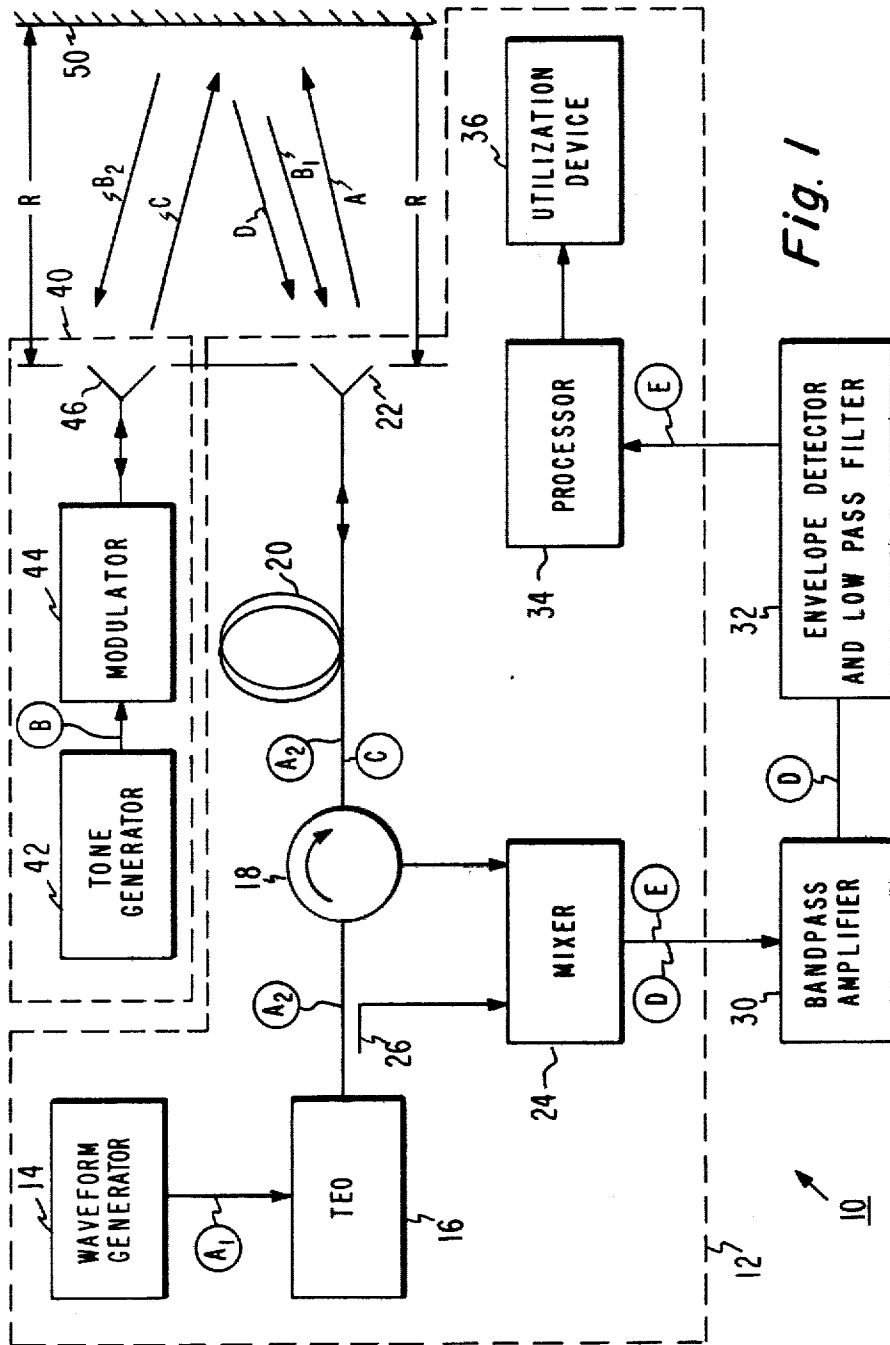 50
R
R
B2
C
D
B1
A
40
46
44
MODULATOR
B
42
TONE
GENERATOR
22
20
A2
C
18
A2
26
14
WAVEFORM
GENERATOR
A1
TEO
16
MIXER
24
D
E
36
UTILIZATION
DEVICE
PROCESSOR
34
E
12
30
BANDPASS
AMPLIFIER
D
32
ENVELOPE DETECTOR
AND LOW PASS FILTER
10
Fig. 1